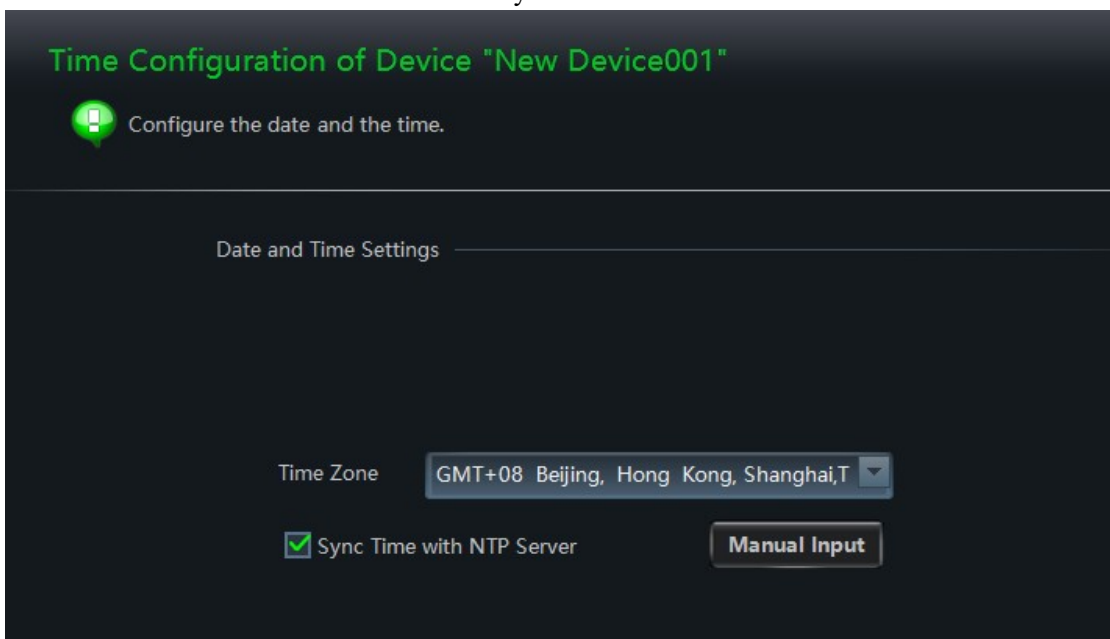 Time Configuration of Device "New Device001"
Configure the date and the time.
Date and Time Settings
Time Zone GMT+08 Beijing, Hong Kong, Shanghai,T
Sync Time with NTP Server Manual Input